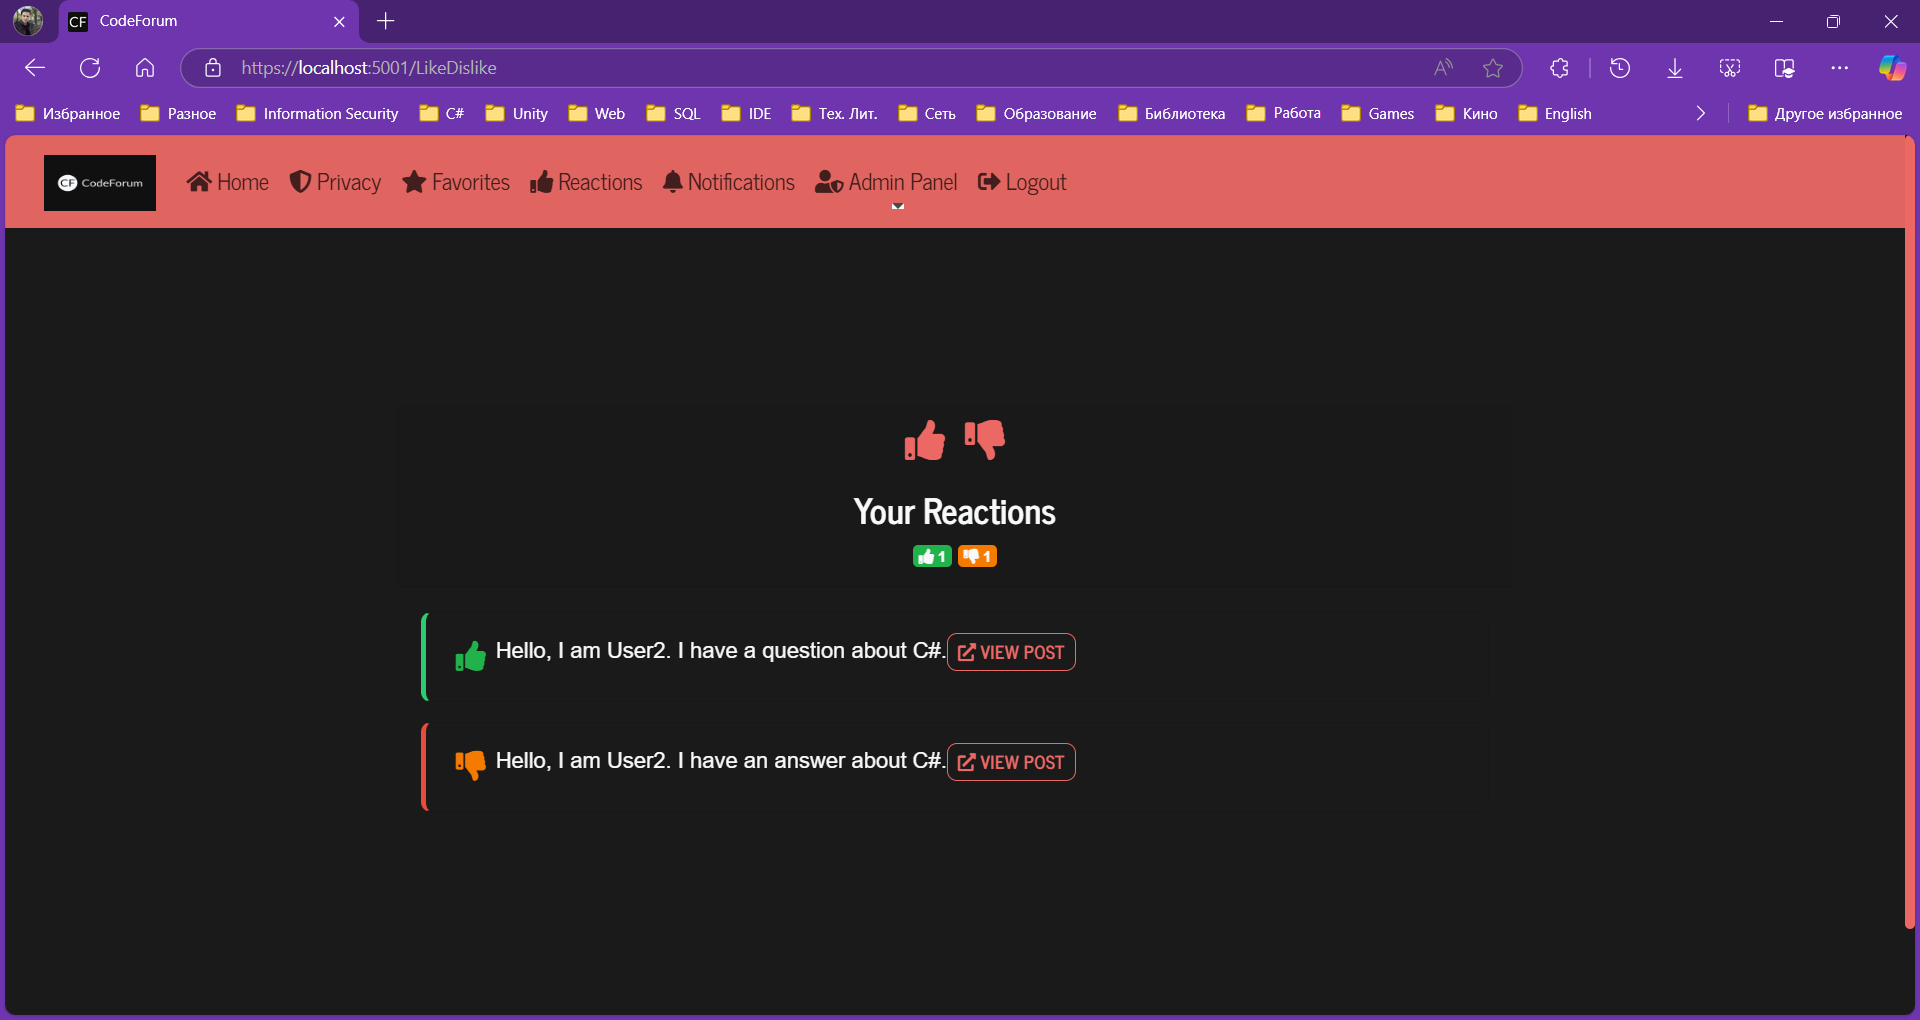 CF CodeForum
https://localhost:5001/LikeDislike
Избранное Разное Information Security C# Unity Web SQL IDE Тех. Лит. Сеть Образование Библиотека Работа Games Кино English Другое избранное
CF CodeForum Home Privacy Favorites Reactions Notifications Admin Panel Logout
Your Reactions
1 1
Hello, I am User2. I have a question about C#. VIEW POST
Hello, I am User2. I have an answer about C#. VIEW POST